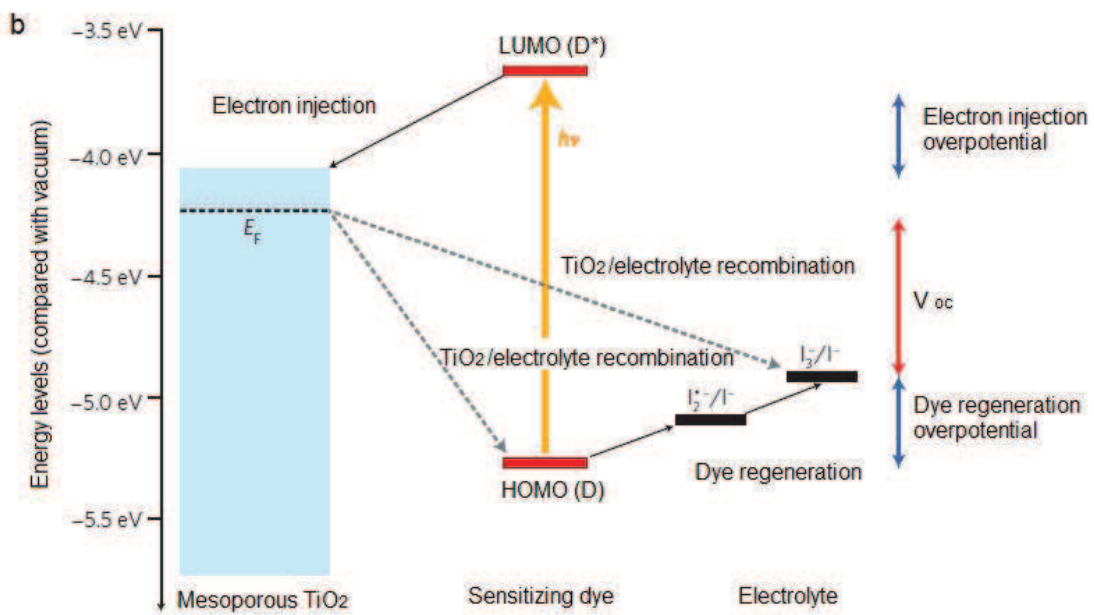 b
−3.5 eV
LUMO (D*)
Electron injection
Electron injection
overpotential
hν
−4.0 eV
E_F
−4.5 eV
TiO₂/electrolyte recombination
V oc
TiO₂/electrolyte recombination
I₃⁻/I⁻
−5.0 eV
I₂•⁻/I⁻
Dye regeneration
overpotential
Dye regeneration
HOMO (D)
−5.5 eV
Energy levels (compared with vacuum)
Mesoporous TiO₂
Sensitizing dye
Electrolyte